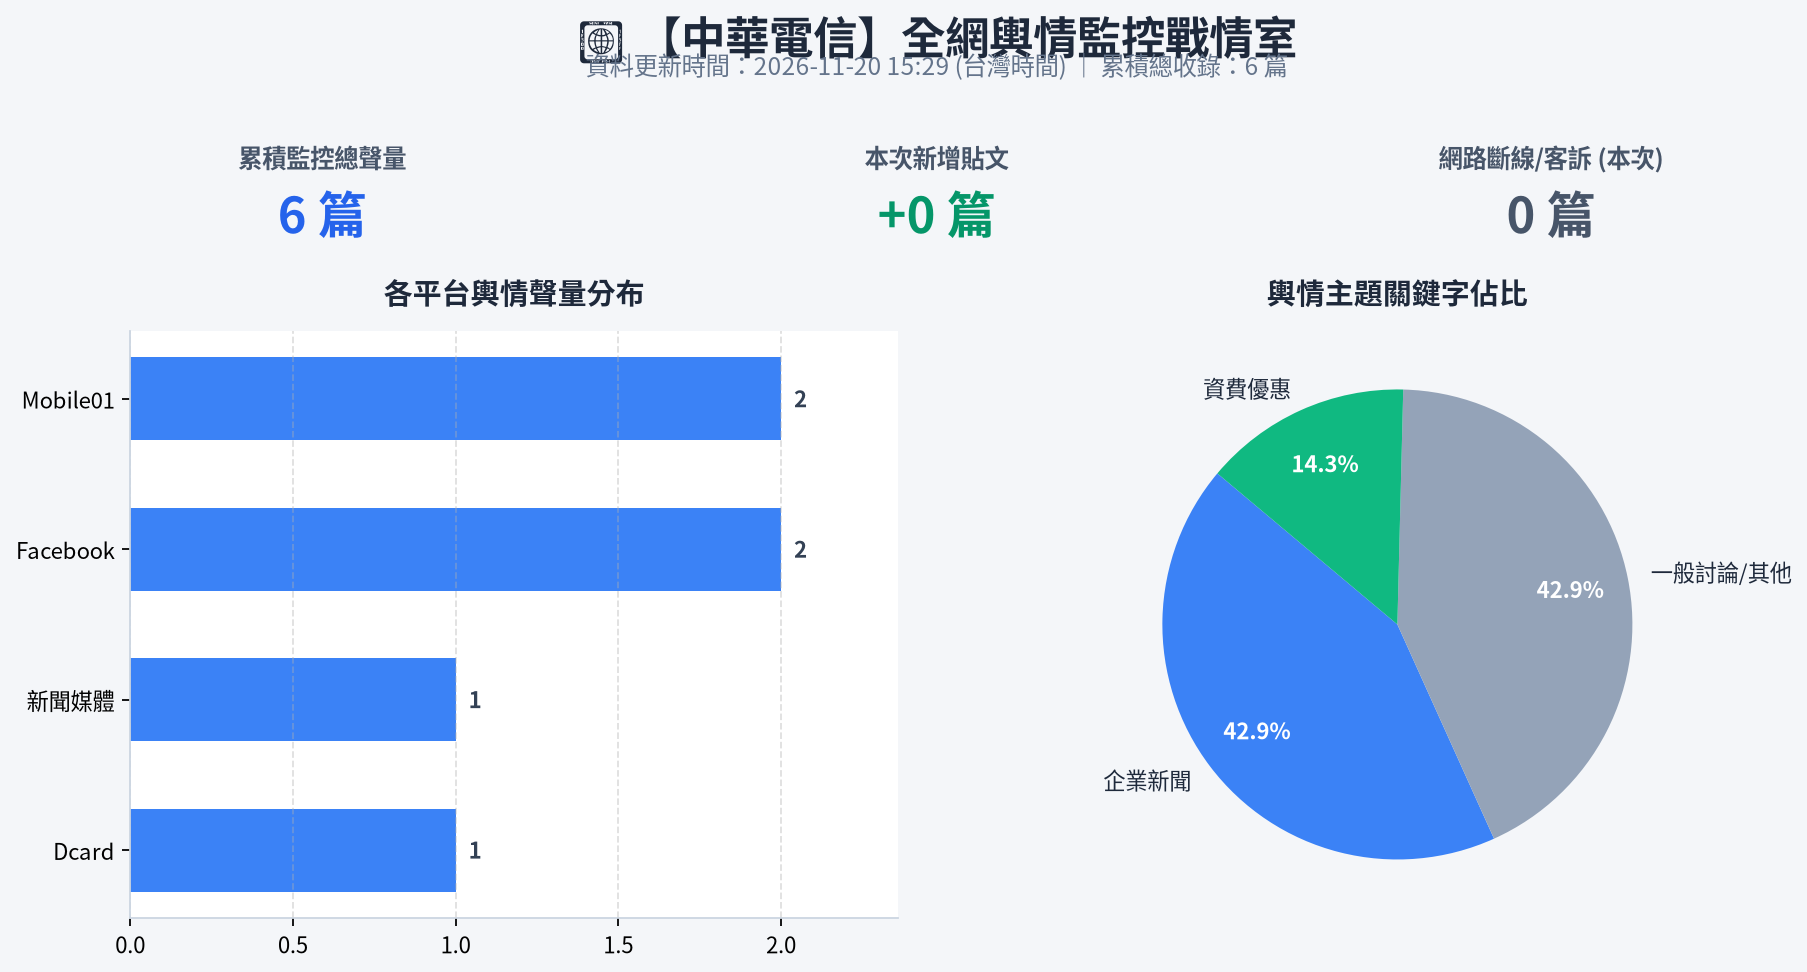 【中華電信】全網輿情監控戰情室
資料更新時間：2026-11-20 15:29 (台灣時間) ｜ 累積總收錄：6 篇
累積監控總聲量
6 篇
本次新增貼文
+0 篇
網路斷線/客訴 (本次)
0 篇
各平台輿情聲量分布
Mobile01
2
Facebook
2
新聞媒體
1
Dcard
1
0.0
0.5
1.0
1.5
2.0
輿情主題關鍵字佔比
資費優惠
14.3%
一般討論/其他
42.9%
42.9%
企業新聞